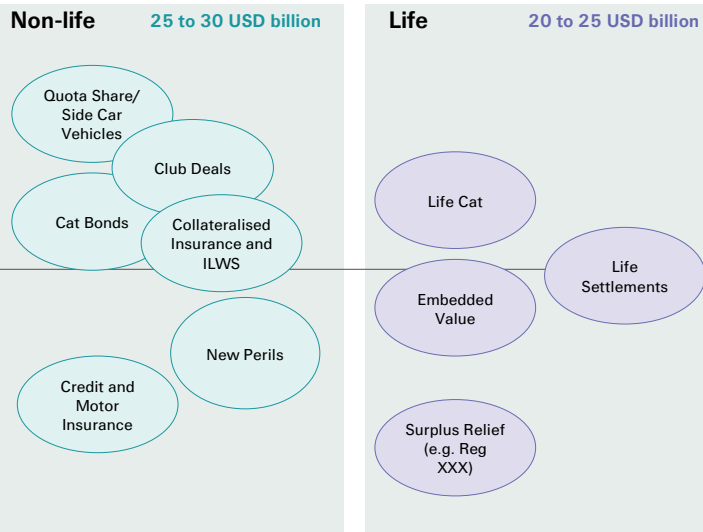 Non-life
25 to 30 USD billion
Quota Share/
Side Car
Vehicles
Club Deals
Cat Bonds
Collateralised
Insurance and
ILWS
New Perils
Credit and
Motor
Insurance
Life
20 to 25 USD billion
Life Cat
Life
Settlements
Embedded
Value
Surplus Relief
(e.g. Reg
XXX)